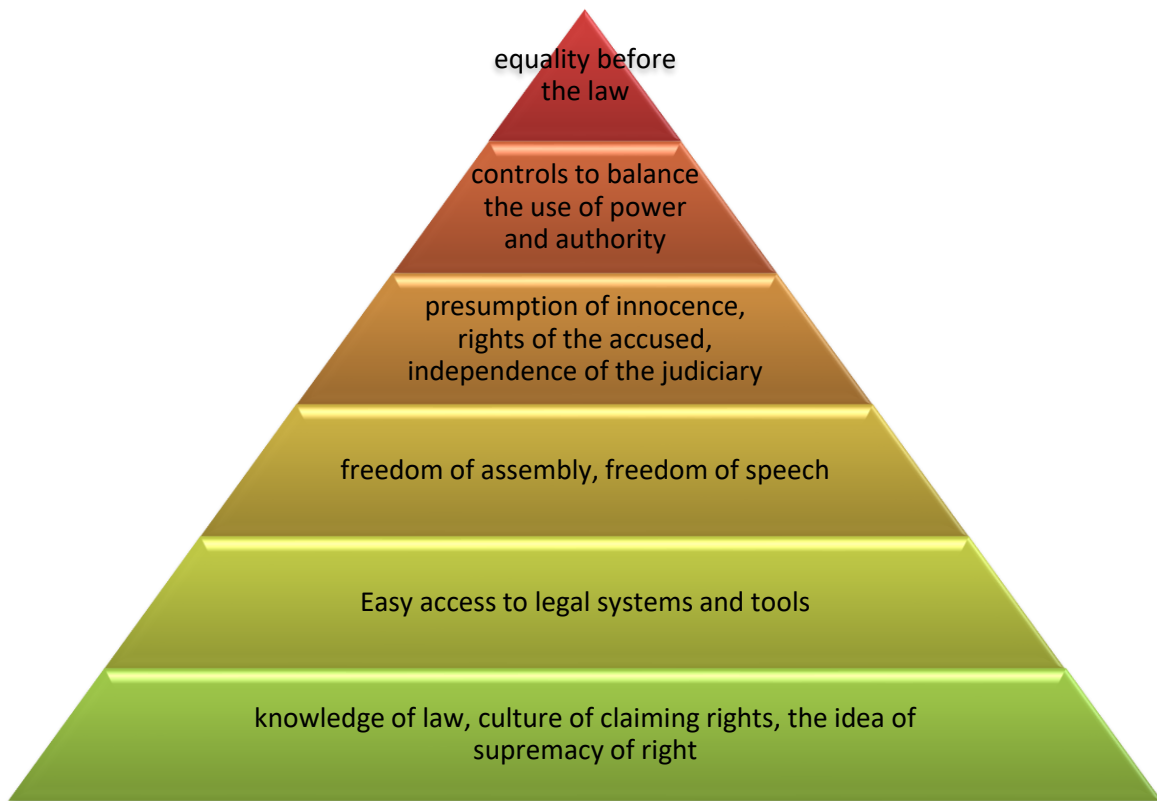 equality before
the law
controls to balance
the use of power
and authority
presumption of innocence,
rights of the accused,
independence of the judiciary
freedom of assembly, freedom of speech
Easy access to legal systems and tools
knowledge of law, culture of claiming rights, the idea of
supremacy of right